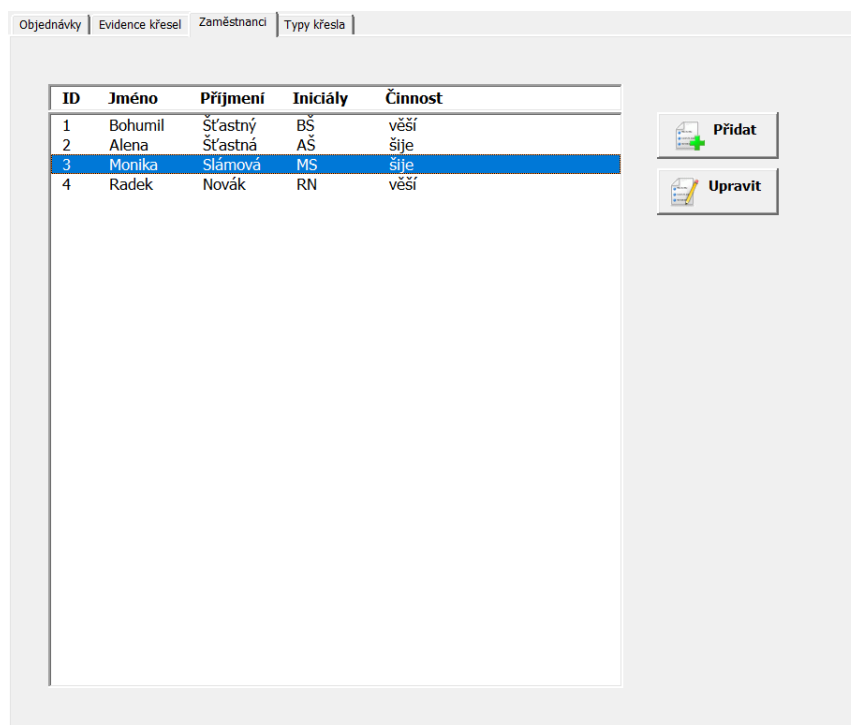 Objednávky Evidence křesel Zaměstnanci Typy křesla
ID Jméno Příjmení Iniciály Činnost
1 Bohumil Šťastný BŠ věší
2 Alena Šťastná AŠ šije
3 Monika Slámová MS šije
4 Radek Novák RN věší
Přidat
Upravit